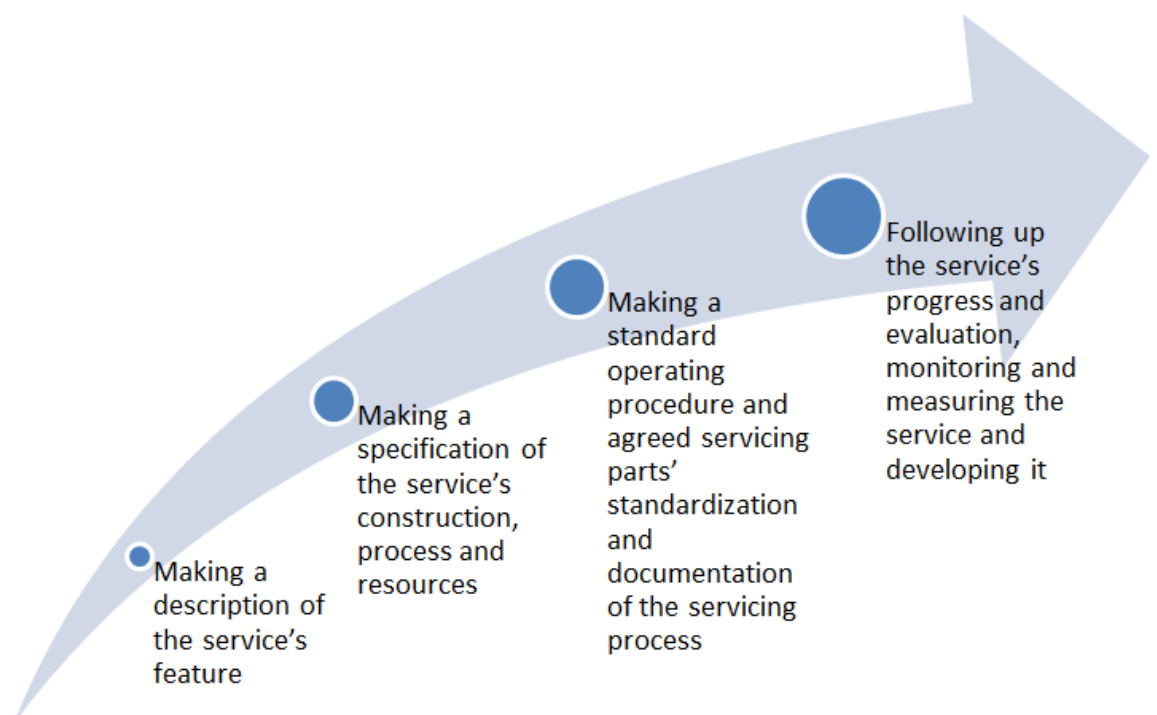 Making a
description of
the service's
feature
Making a
specification of
the service's
construction,
process and
resources
Making a
standard
operating
procedure and
agreed servicing
parts'
standardization
and
documentation
of the servicing
process
Following up
the service's
progress and
evaluation,
monitoring and
measuring the
service and
developing it